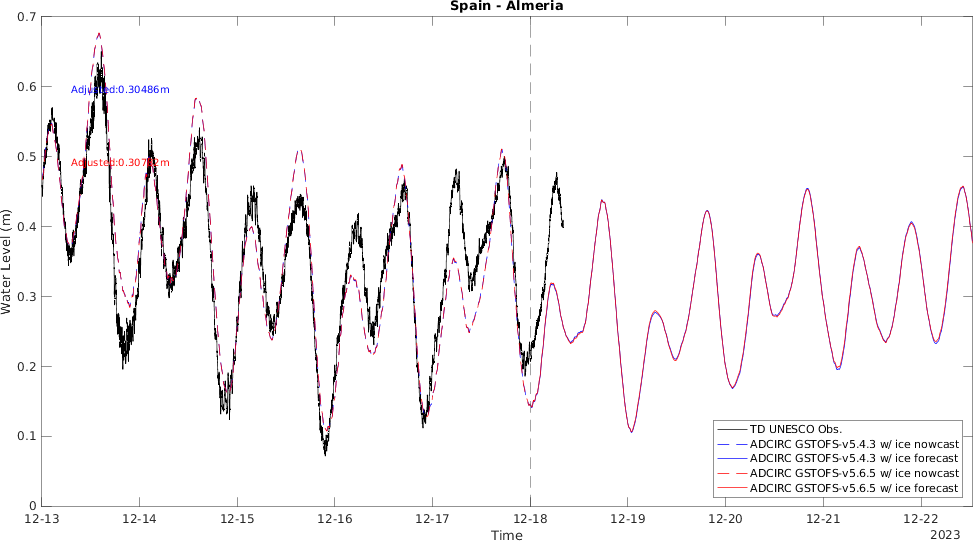 Spain - Almeria
0.7
0.6
0.5
0.4
0.3
0.2
0.1
0
Water Level (m)
Adjusted:0.30486m
12-13
12-14
12-15
12-16
12-17
12-18
12-19
12-20
12-21
12-22
Time
2023
TD UNESCO Obs.
ADCIRC GSTOFS-v5.4.3 w/ ice nowcast
ADCIRC GSTOFS-v5.4.3 w/ ice forecast
ADCIRC GSTOFS-v5.6.5 w/ ice nowcast
ADCIRC GSTOFS-v5.6.5 w/ ice forecast